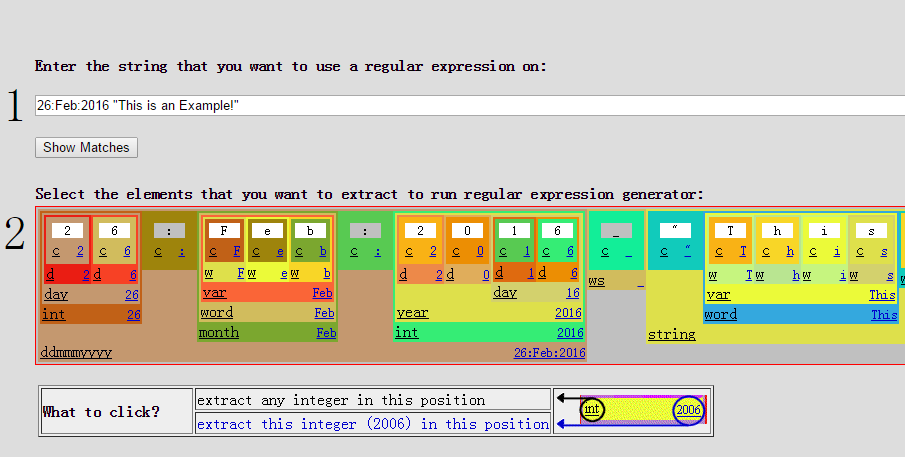 Enter the string that you want to use a regular expression on:
1
26:Feb:2016 "This is an Example!"
Show Matches
Select the elements that you want to extract to run regular expression generator:
2
2 6 : F e b : 2 0 1 6 _ " T h i s
c 2 c 6 c : c F c e c b c : c 2 c 0 c 1 c 6 c _ c " c T c h c i c s
d 2 d 6 w F w e w b d 2 d 0 d 1 d 6 w T w h w i w s
day 26 var Feb day 16 ws _ var This
int 26 word Feb year 2016 word This
month Feb int 2016 string
ddmmmyyyy 26:Feb:2016
What to click?
extract any integer in this position
extract this integer (2006) in this position
int 2006